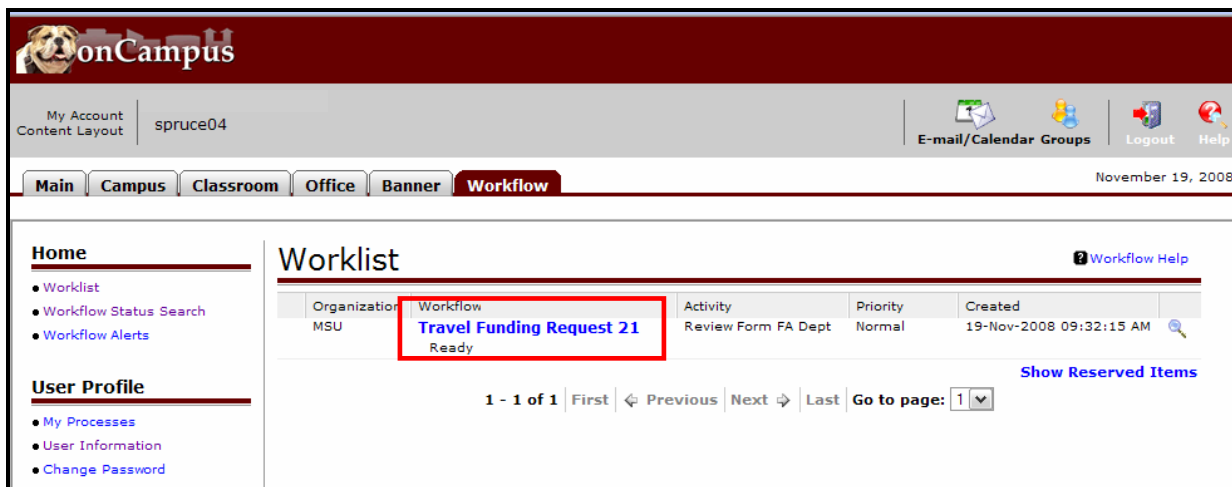 onCampus
My Account
Content Layout
spruce04
E-mail/Calendar Groups Logout Help
Main Campus Classroom Office Banner Workflow
November 19, 2008
Home
Worklist
Workflow Status Search
Workflow Alerts
User Profile
My Processes
User Information
Change Password
Worklist
? Workflow Help
Organization Workflow Activity Priority Created
MSU Travel Funding Request 21 Review Form FA Dept Normal 19-Nov-2008 09:32:15 AM
Ready
Show Reserved Items
1 - 1 of 1 First Previous Next Last Go to page: 1